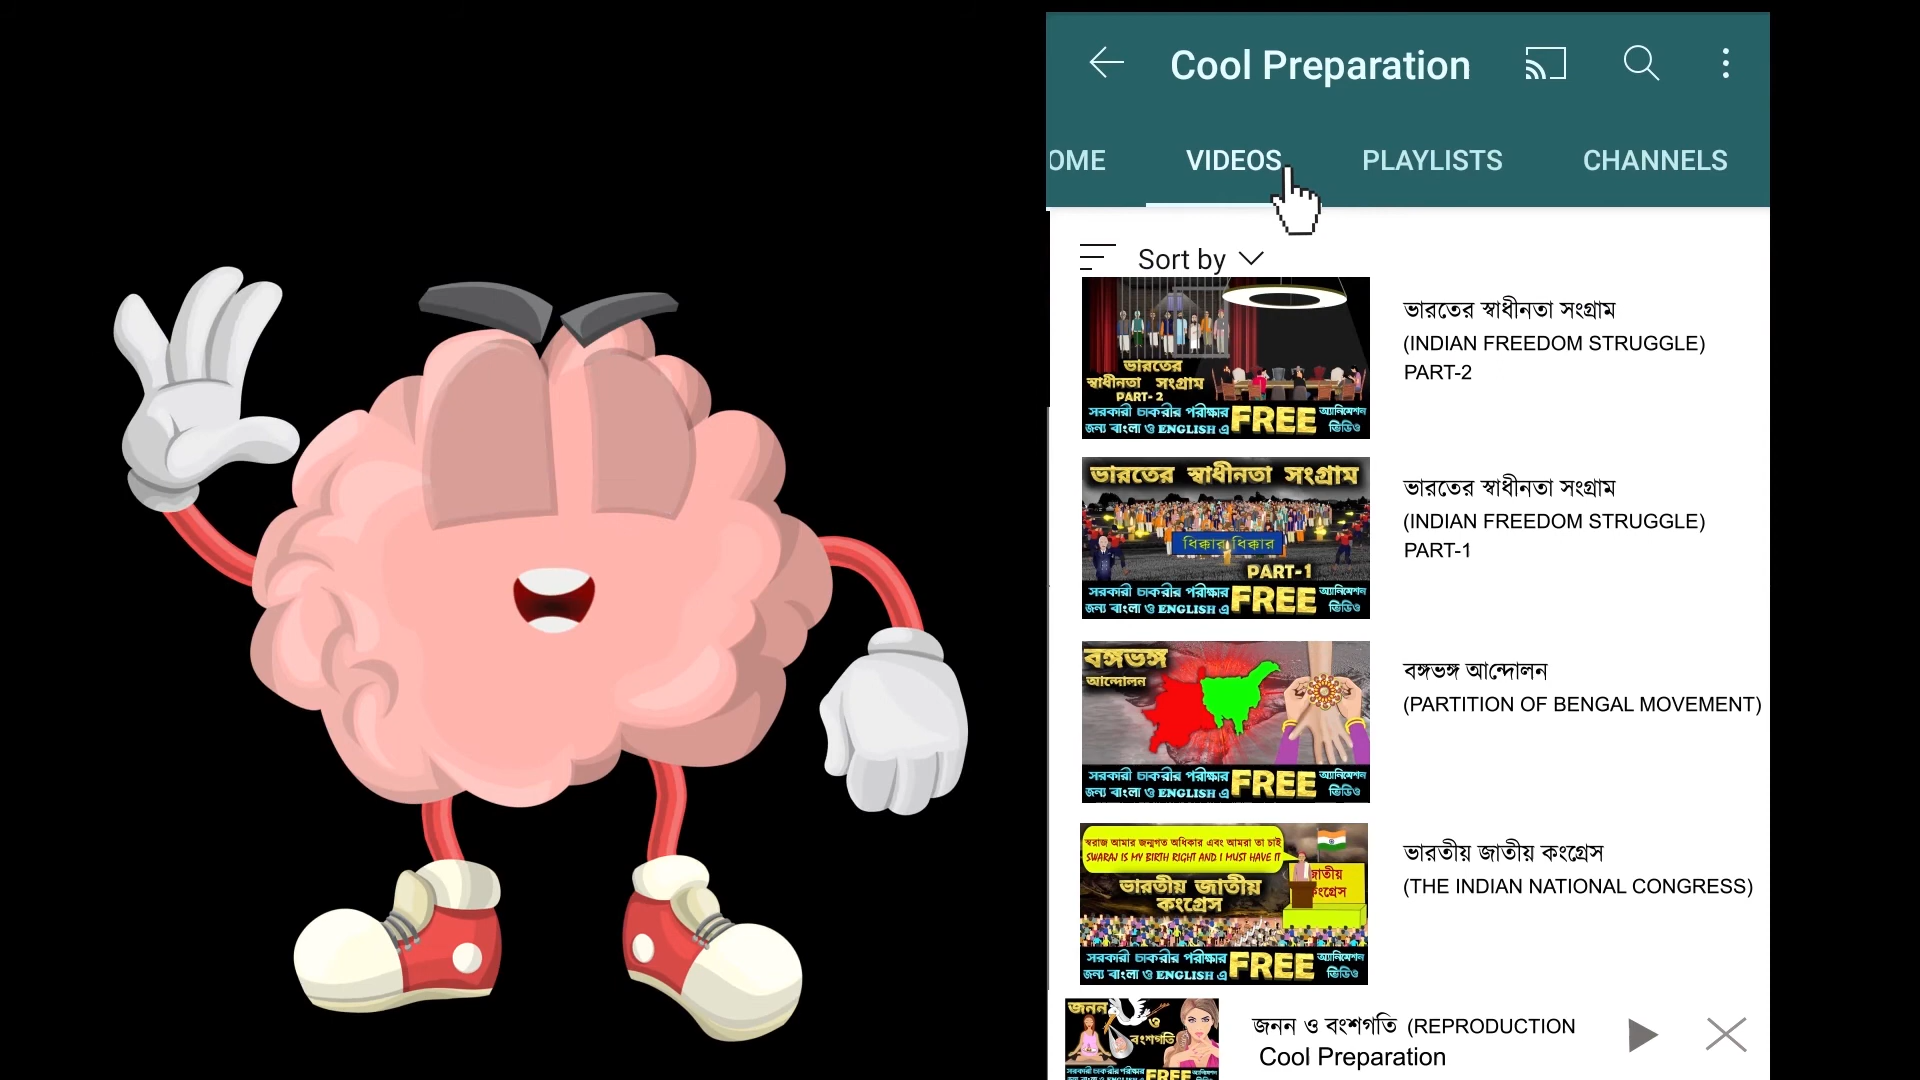 Cool Preparation
OME VIDEOS PLAYLISTS CHANNELS
Sort by
ভারতের
স্বাধীনতা সংগ্রাম
PART-2
সরকারী চাকরীর পরীক্ষার
জন্য বাংলা ও ENGLISH এ
FREE
অ্যানিমেশন
ভিডিও
ভারতের স্বাধীনতা সংগ্রাম
(INDIAN FREEDOM STRUGGLE)
PART-2
ভারতের স্বাধীনতা সংগ্রাম
ধিক্কার ধিক্কার
PART-1
সরকারী চাকরীর পরীক্ষার
জন্য বাংলা ও ENGLISH এ
FREE
অ্যানিমেশন
ভিডিও
ভারতের স্বাধীনতা সংগ্রাম
(INDIAN FREEDOM STRUGGLE)
PART-1
বঙ্গভঙ্গ
আন্দোলন
সরকারী চাকরীর পরীক্ষার
জন্য বাংলা ও ENGLISH এ
FREE
অ্যানিমেশন
ভিডিও
বঙ্গভঙ্গ আন্দোলন
(PARTITION OF BENGAL MOVEMENT)
স্বরাজ আমার জন্মগত অধিকার এবং আমরা তা চাই
SWARAJ IS MY BIRTH RIGHT AND I MUST HAVE IT
ভারতীয় জাতীয়
কংগ্রেস
জাতীয়
কংগ্রেস
সরকারী চাকরীর পরীক্ষার
জন্য বাংলা ও ENGLISH এ
FREE
অ্যানিমেশন
ভিডিও
ভারতীয় জাতীয় কংগ্রেস
(THE INDIAN NATIONAL CONGRESS)
জনন
ও
বংশগতি
সরকারী চাকরীর পরীক্ষার
FREE
জনন ও বংশগতি (REPRODUCTION
Cool Preparation